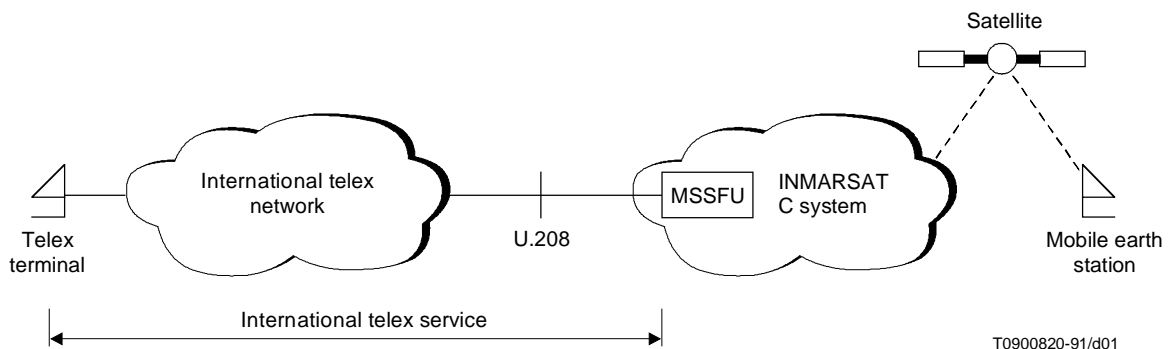 Satellite
International telex
network
MSSFU
INMARSAT
C system
Telex
terminal
U.208
Mobile earth
station
International telex service
T0900820-91/d01